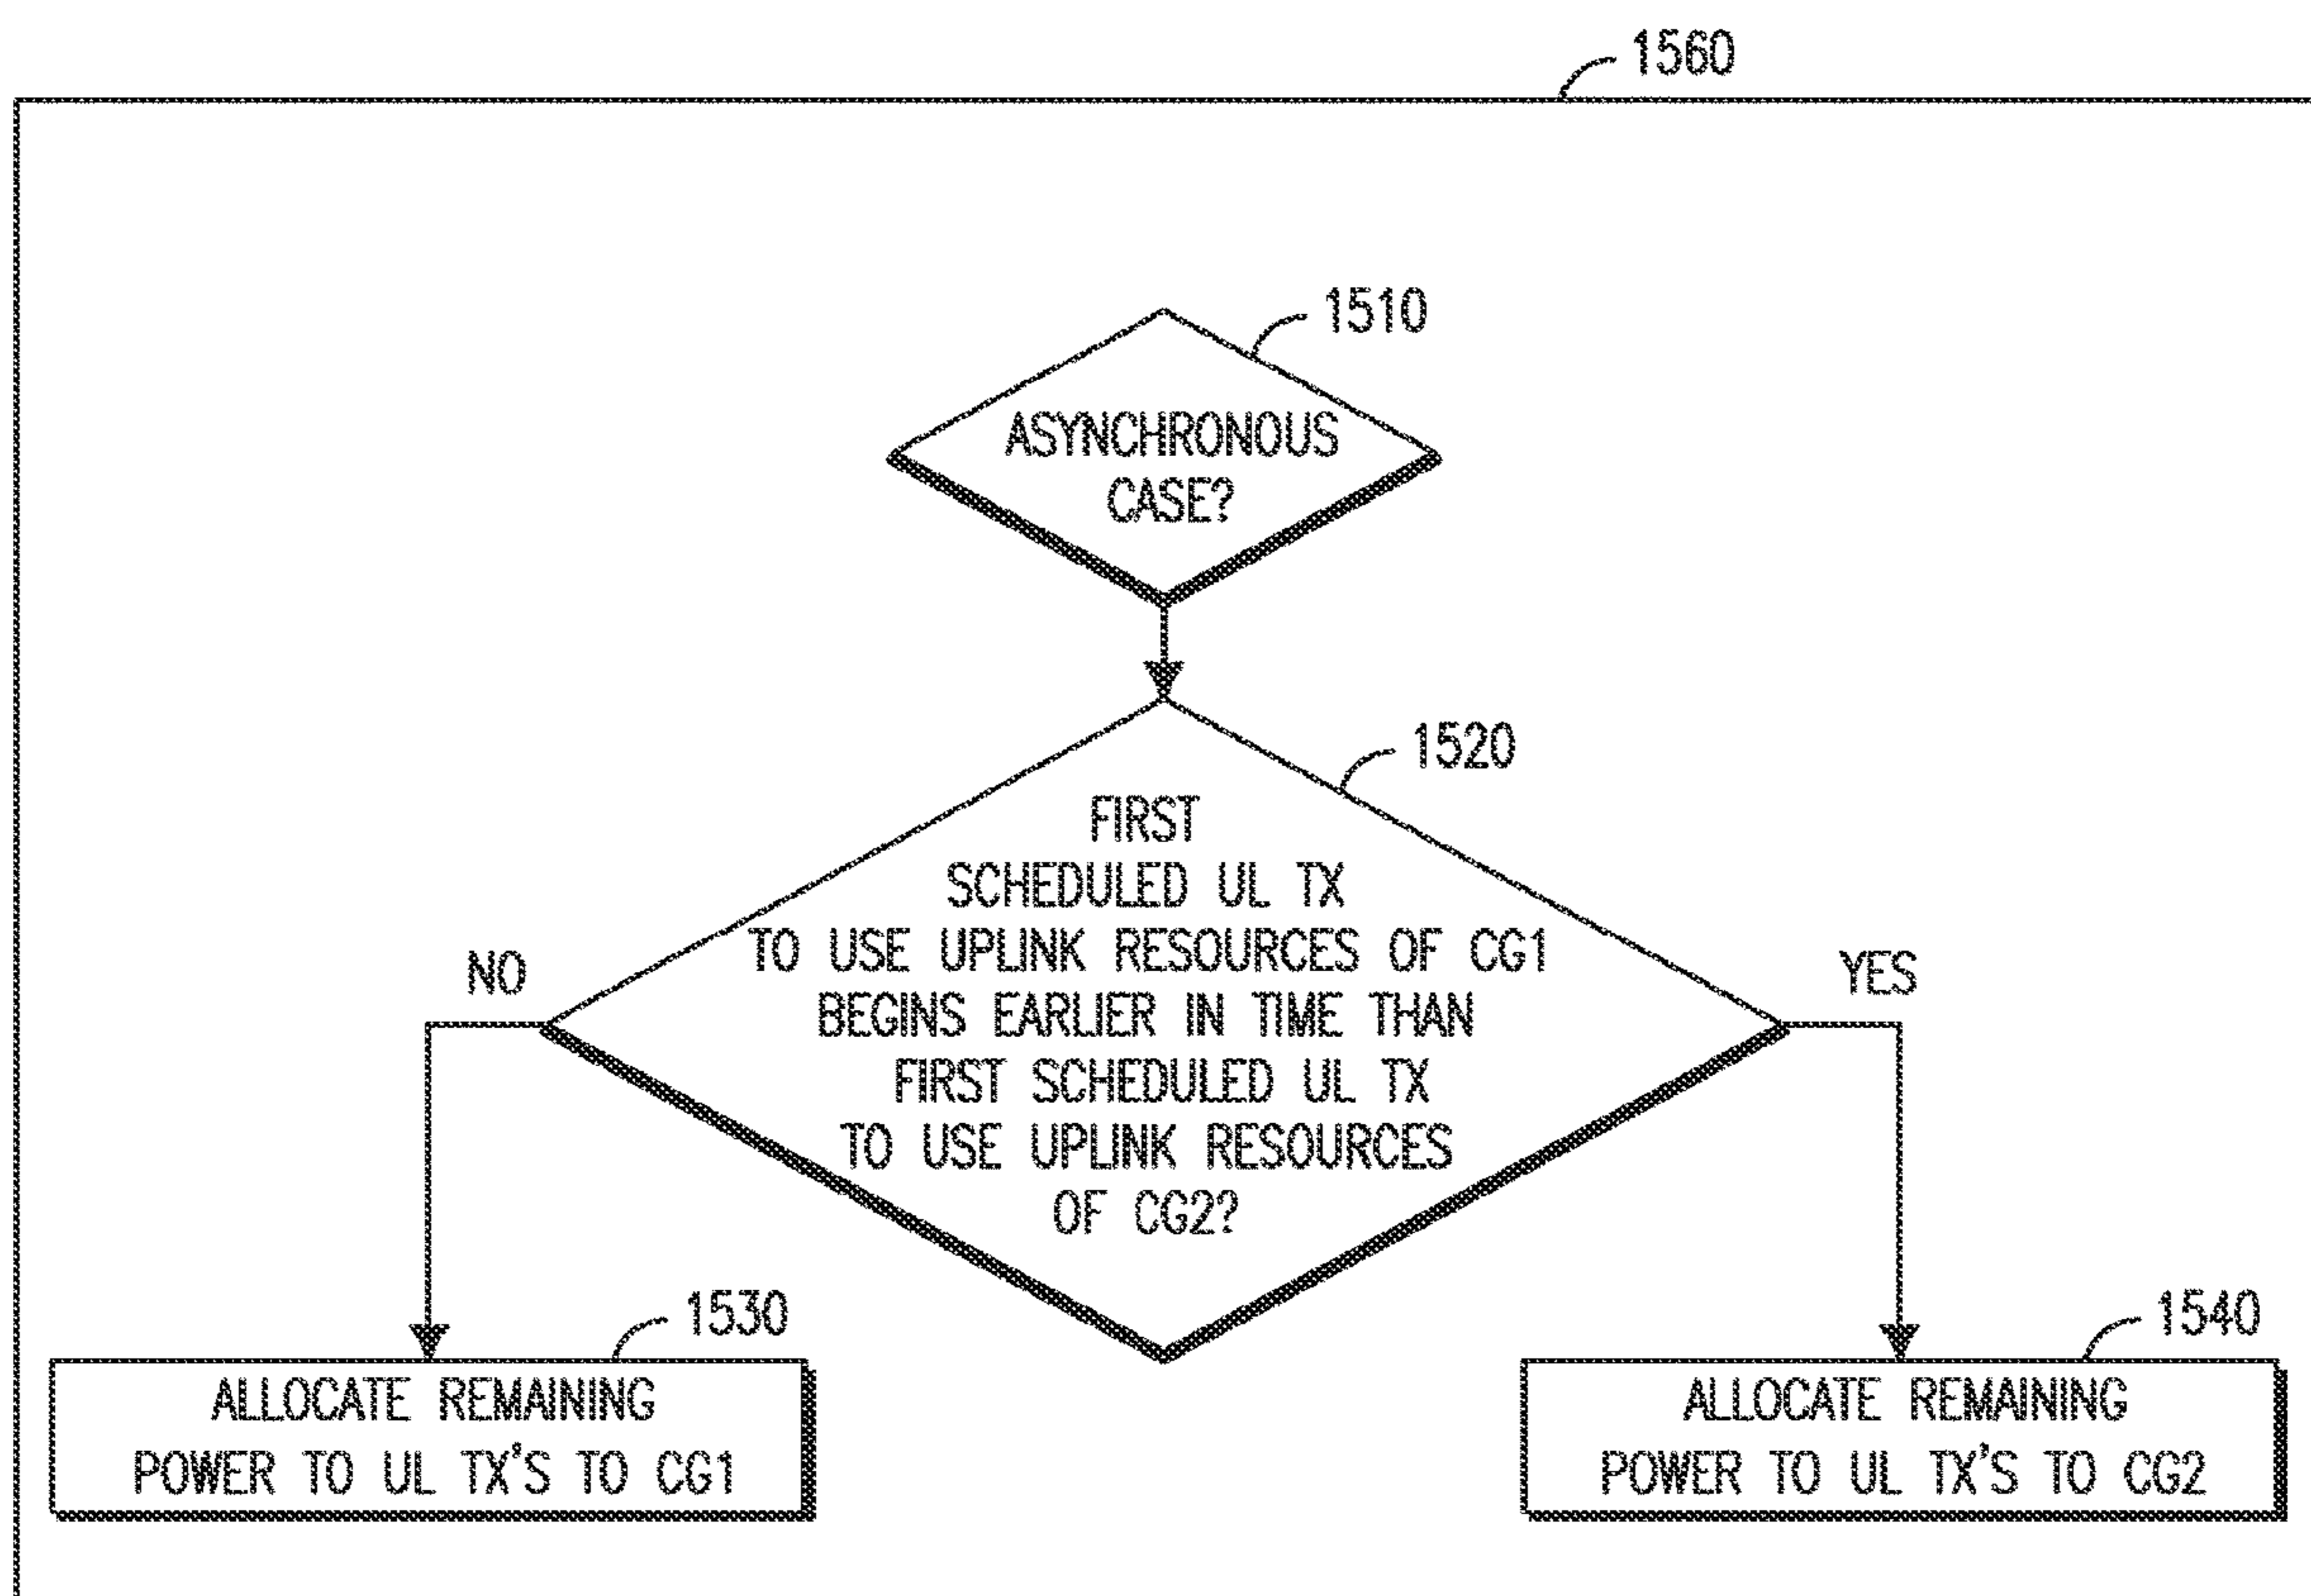 1560
1510
ASYNCHRONOUS
CASE?
1520
FIRST
SCHEDULED UL TX
TO USE UPLINK RESOURCES OF CG1
BEGINS EARLIER IN TIME THAN
FIRST SCHEDULED UL TX
TO USE UPLINK RESOURCES
OF CG2?
NO
YES
1530
ALLOCATE REMAINING
POWER TO UL TX'S TO CG1
1540
ALLOCATE REMAINING
POWER TO UL TX'S TO CG2